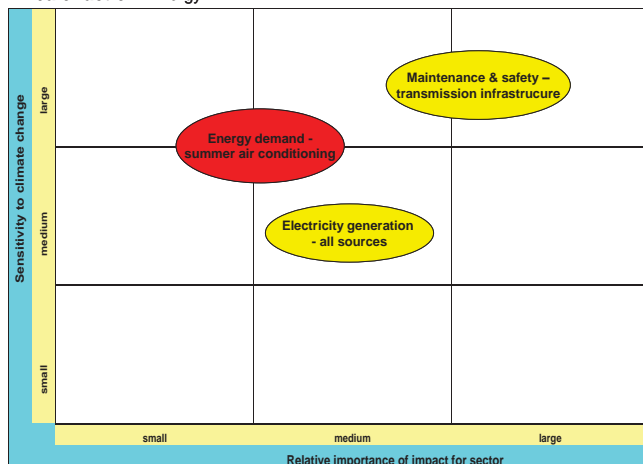 Maintenance & safety –
transmission infrastrucure
Energy demand -
summer air conditioning
Electricity generation
- all sources
Sensitivity to climate change
large
medium
small
small
medium
large
Relative importance of impact for sector